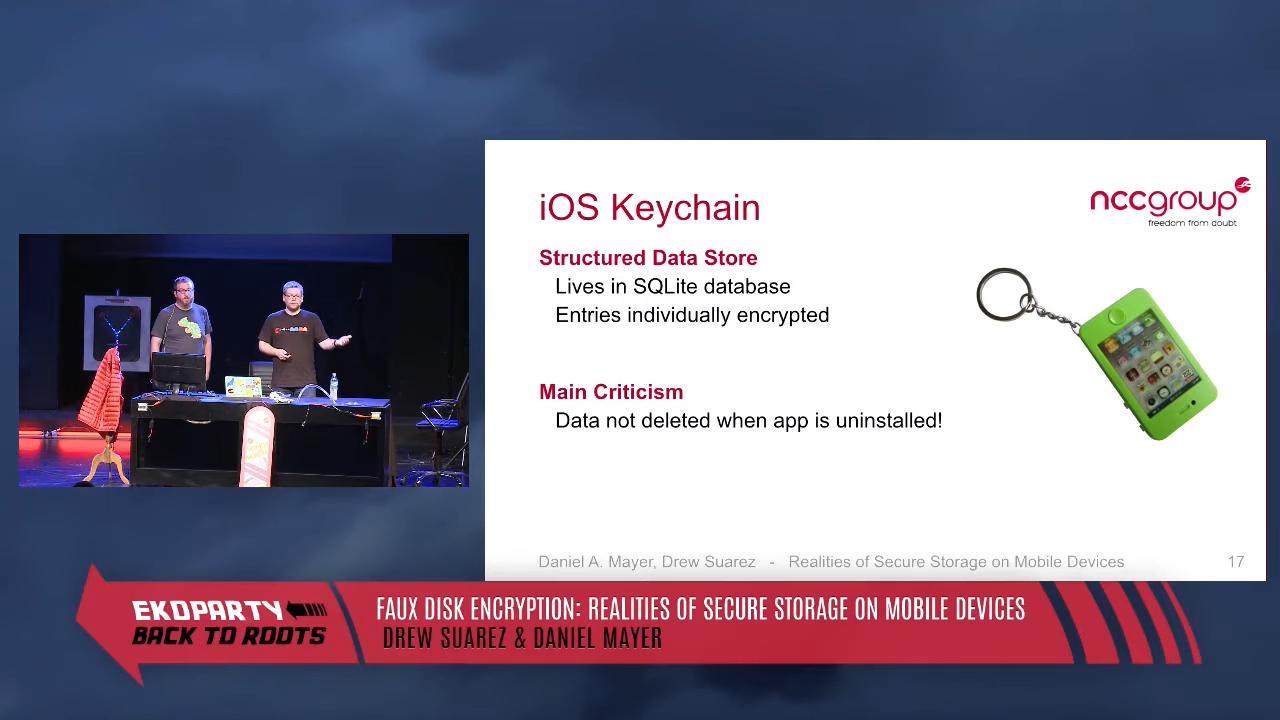 iOS Keychain
nccgroup
freedom from doubt
Structured Data Store
Lives in SQLite database
Entries individually encrypted
Main Criticism
Data not deleted when app is uninstalled!
Daniel A. Mayer, Drew Suarez - Realities of Secure Storage on Mobile Devices 17
EKOPARTY
BACK TO ROOTS
FAUX DISK ENCRYPTION: REALITIES OF SECURE STORAGE ON MOBILE DEVICES
DREW SUAREZ & DANIEL MAYER